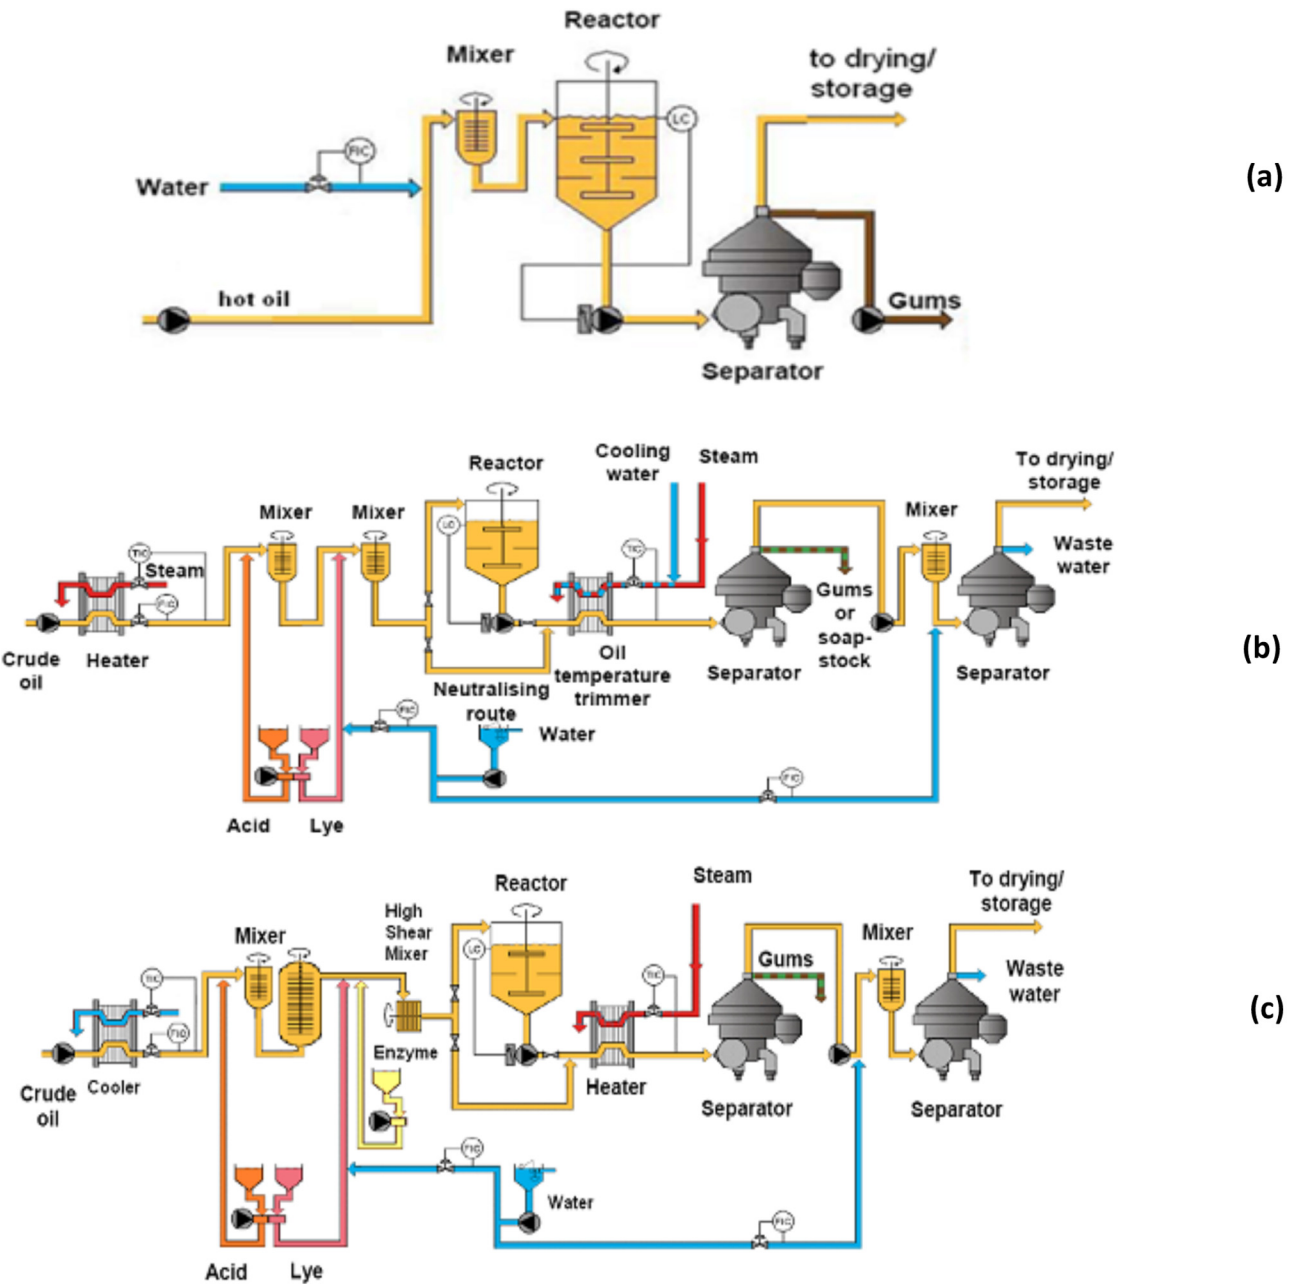 Reactor
Mixer
to drying/
storage
FIC
LC
Water
(a)
hot oil
Gums
Separator
Cooling
water
Steam
To drying/
storage
Reactor
Mixer
Mixer
Mixer
LC
TIC
Steam
TIC
Waste
water
FIC
Gums
or
soap-
stock
Crude
oil
Heater
Oil
temperature
trimmer
Separator
Separator
(b)
Neutralising
route
FIC
Water
FIC
Acid
Lye
Reactor
Steam
To drying/
storage
High
Shear
Mixer
Mixer
Mixer
LC
Gums
TIC
TIC
Waste
water
(c)
FIC
Enzyme
Crude
oil
Cooler
Heater
Separator
Separator
FIC
Water
FIC
Acid
Lye